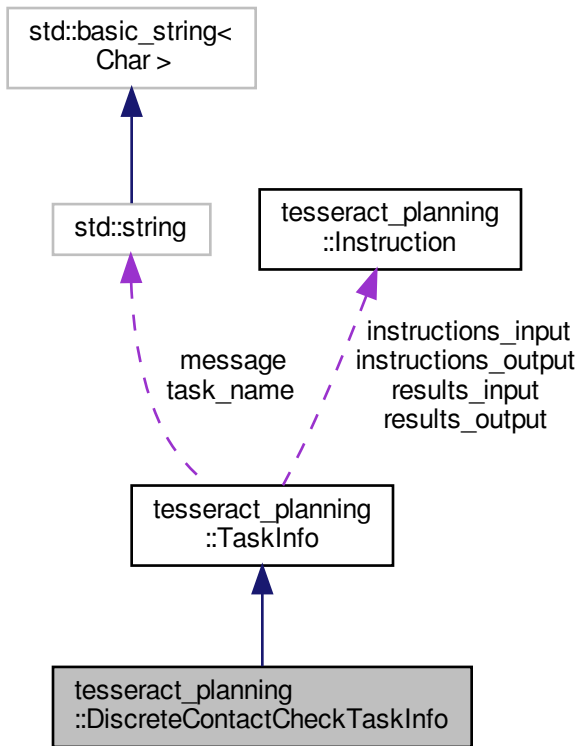 std::basic_string<
Char >
std::string
tesseract_planning
::Instruction
message
task_name
instructions_input
instructions_output
results_input
results_output
tesseract_planning
::TaskInfo
tesseract_planning
::DiscreteContactCheckTaskInfo